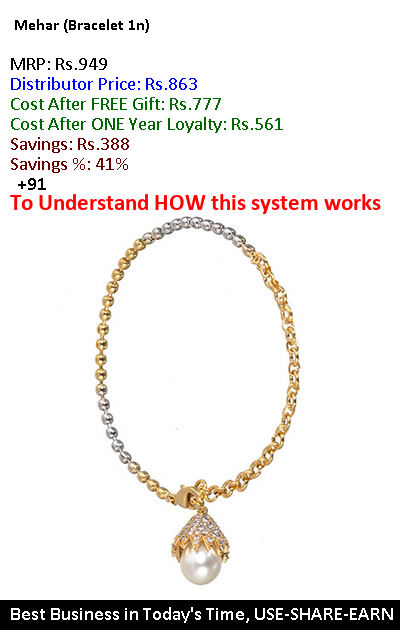 Mehar (Bracelet 1n)
MRP: Rs.949
Distributor Price: Rs.863
Cost After FREE Gift: Rs.777
Cost After ONE Year Loyalty: Rs.561
Savings: Rs.388
Savings %: 41%
+91
To Understand HOW this system works
Best Business in Today's Time, USE-SHARE-EARN